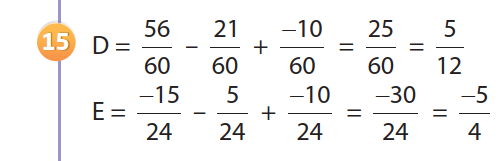 15 D = 56/60 – 21/60 + –10/60 = 25/60 = 5/12
E = –15/24 – 5/24 + –10/24 = –30/24 = –5/4